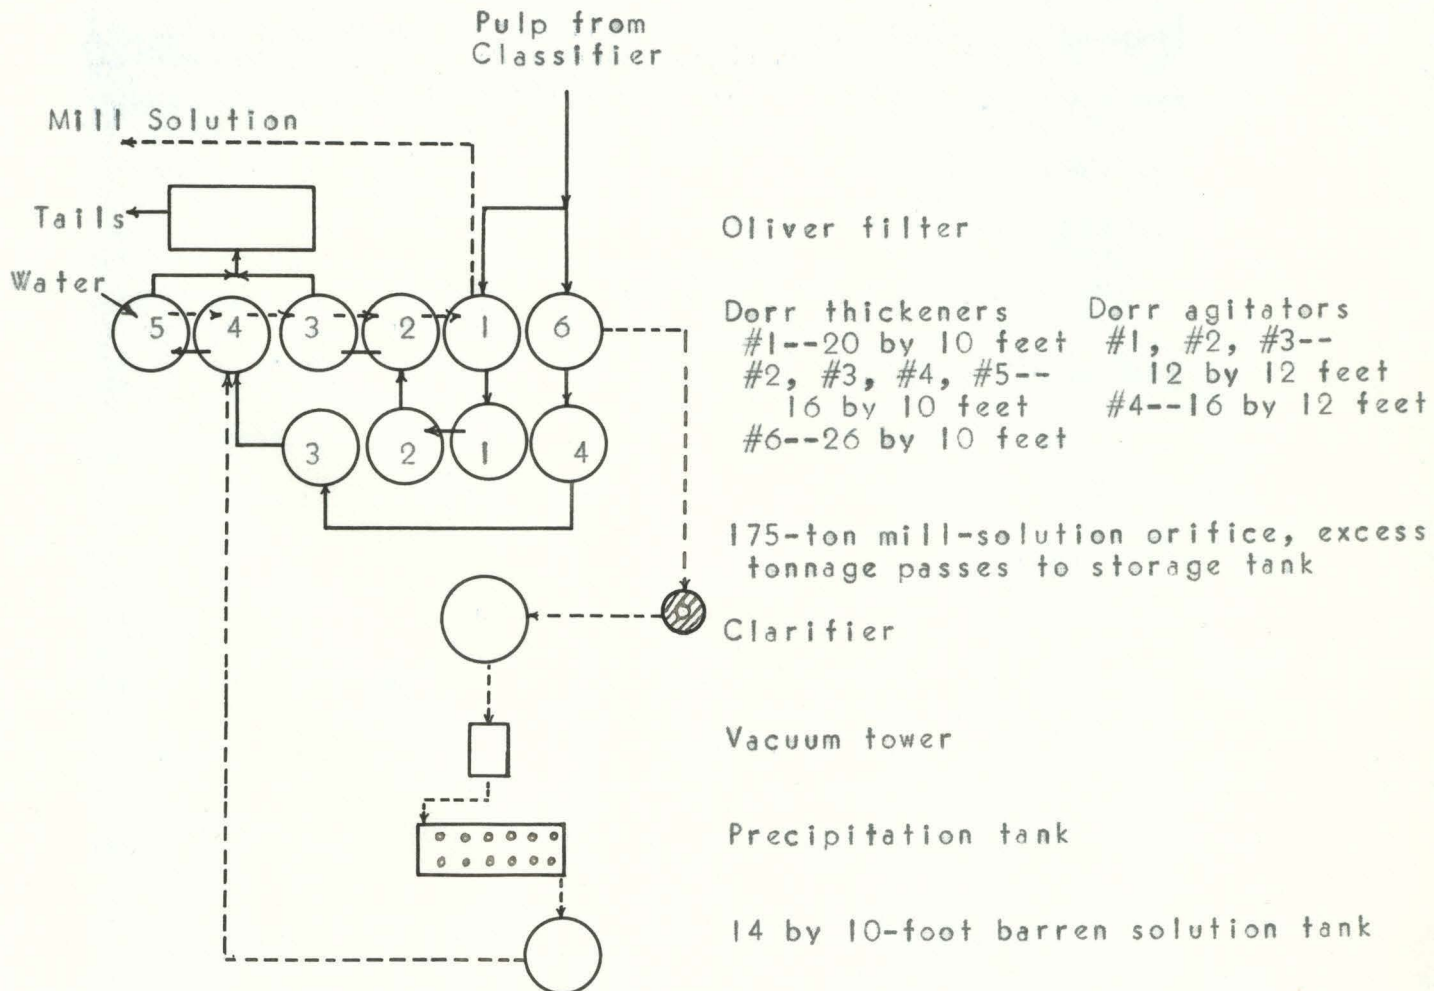 Pulp from
Classifier
Mill Solution
Tails
Water
5 4 3 2 1 6
3 2 1 4
Oliver filter
Dorr thickeners
#1--20 by 10 feet
#2, #3, #4, #5--
16 by 10 feet
#6--26 by 10 feet
Dorr agitators
#1, #2, #3--
12 by 12 feet
#4--16 by 12 feet
175-ton mill-solution orifice, excess
tonnage passes to storage tank
Clarifier
Vacuum tower
Precipitation tank
14 by 10-foot barren solution tank